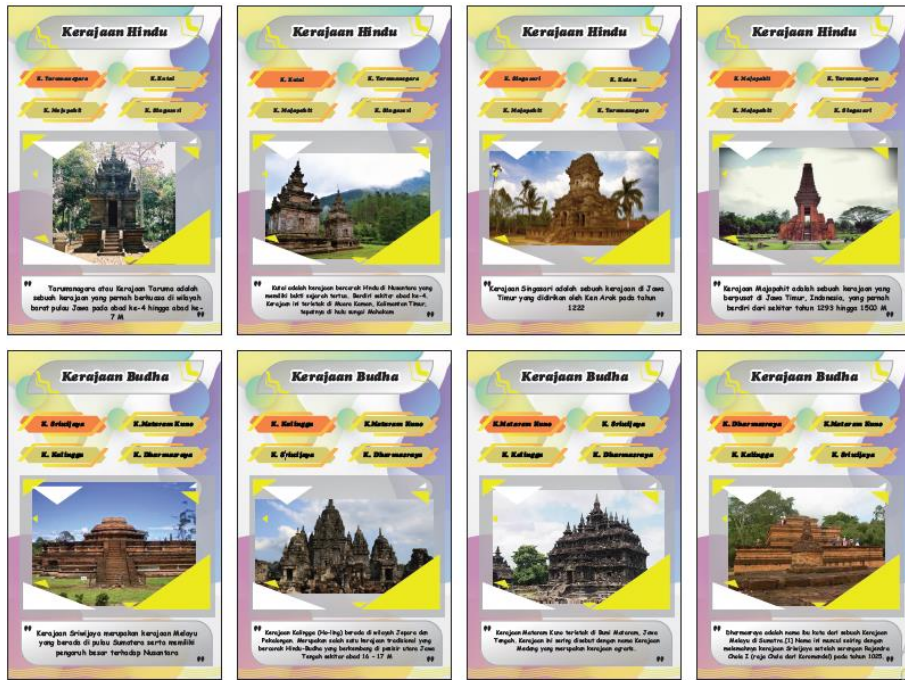 Kerajaan Hindu
K. Tarumanegara
K. Kutai
K. Majapahit
K. Singasari
Tarumanagara atau Kerajaan Taruma adalah
sebuah kerajaan yang pernah berkuasa di wilayah
barat pulau Jawa pada abad ke-4 hingga abad ke-
7 M
Kerajaan Hindu
K. Kutai
K. Tarumanegara
K. Majapahit
K. Singasari
Kutai adalah kerajaan bercorak Hindu di Nusantara yang
memiliki bukti sejarah tertua. Berdiri sekitar abad ke-4.
Kerajaan ini terletak di Muara Kaman, Kalimantan Timur,
tepatnya di hulu sungai Mahakam
Kerajaan Hindu
K. Singasari
K. Majapahit
K. Tarumanegara
Kerajaan Singasari adalah sebuah kerajaan di Jawa
Timur yang didirikan oleh Ken Arok pada tahun
1222
Kerajaan Hindu
K. Majapahit
K. Tarumanegara
K. Majapahit
K. Singasari
Kerajaan Majapahit adalah sebuah kerajaan yang
berpusat di Jawa Timur, Indonesia, yang pernah
berdiri dari sekitar tahun 1293 hingga 1500 M
Kerajaan Budha
K. Sriwijaya
K.Mataram Kuno
K. Kalingga
K. Dharmasraya
Kerajaan Sriwijaya merupakan kerajaan Melayu
yang berada di pulau Sumatera serta memiliki
pengaruh besar terhadap Nusantara
Kerajaan Budha
K. Kalingga
K.Mataram Kuno
K. Sriwijaya
K. Dharmasraya
Kerajaan Kalingga (Ho-ling) berada di wilayah Jepara dan
Pekalongan. Merupakan salah satu kerajaan tradisional yang
bercorak Hindu-Budha yang berkembang di pesisir utara Jawa
Tengah sekitar abad 16 - 17 M
Kerajaan Budha
K.Mataram Kuno
K. Sriwijaya
K. Kalingga
K. Dharmasraya
Kerajaan Mataram Kuno terletak di Bumi Mataram, Jawa
Tengah. Kerajaan ini sering disebut dengan nama Kerajaan
Medang yang merupakan kerajaan agraris.
Kerajaan Budha
K. Dharmasraya
K.Mataram Kuno
K. Kalingga
K. Sriwijaya
Dharmasraya adalah nama ibu kota dari sebuah Kerajaan
Melayu di Sumatra.[1] Nama ini muncul seiring dengan
melemahnya kerajaan Sriwijaya setelah serangan Rajendra
Chola I (raja Chola dari Koromandel) pada tahun 1025.